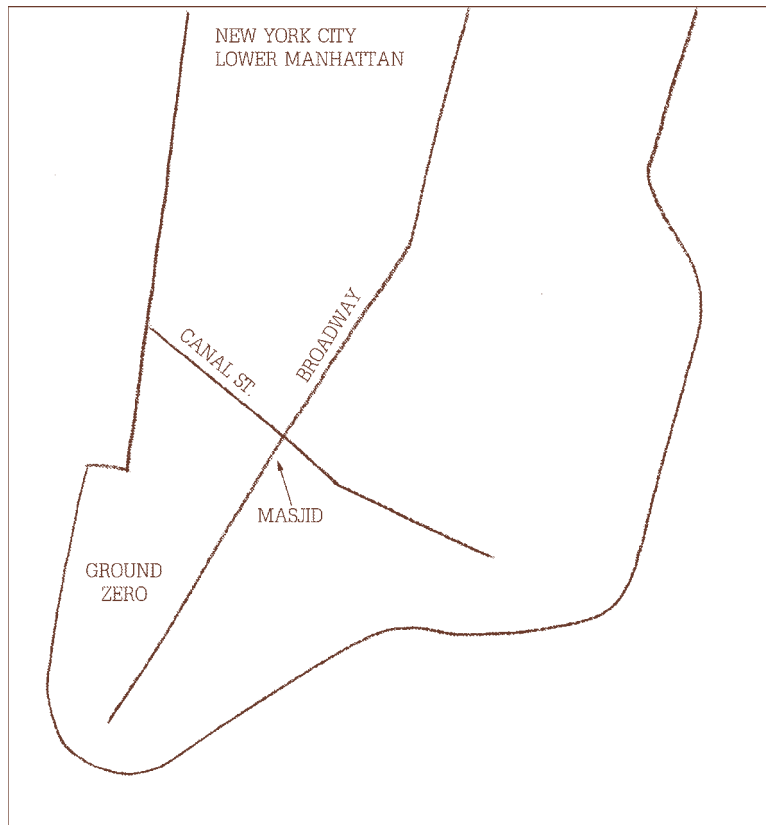 NEW YORK CITY
LOWER MANHATTAN
BROADWAY
CANAL ST.
MASJID
GROUND
ZERO